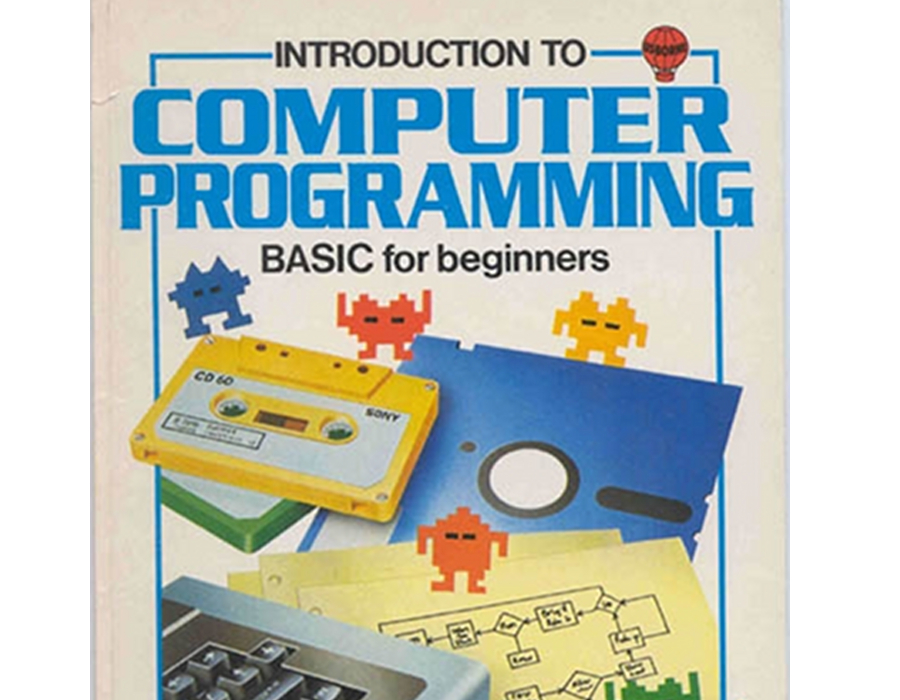 INTRODUCTION TO
USBORNE
COMPUTER
PROGRAMMING
BASIC for beginners
CD 60
SONY